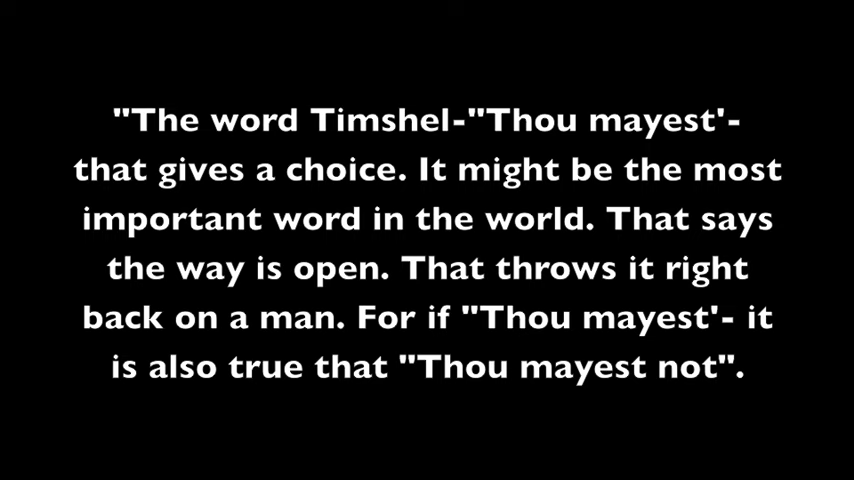 "The word Timshel-"Thou mayest'-
that gives a choice. It might be the most
important word in the world. That says
the way is open. That throws it right
back on a man. For if "Thou mayest'- it
is also true that "Thou mayest not".